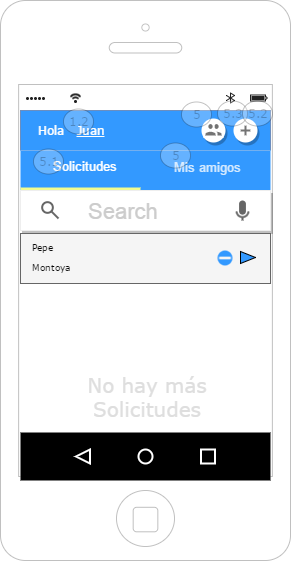 5 5.3 5.2
1.2
Hola Juan
5.1 5
Solicitudes Mis amigos
Search
Pepe
Montoya
No hay más
Solicitudes